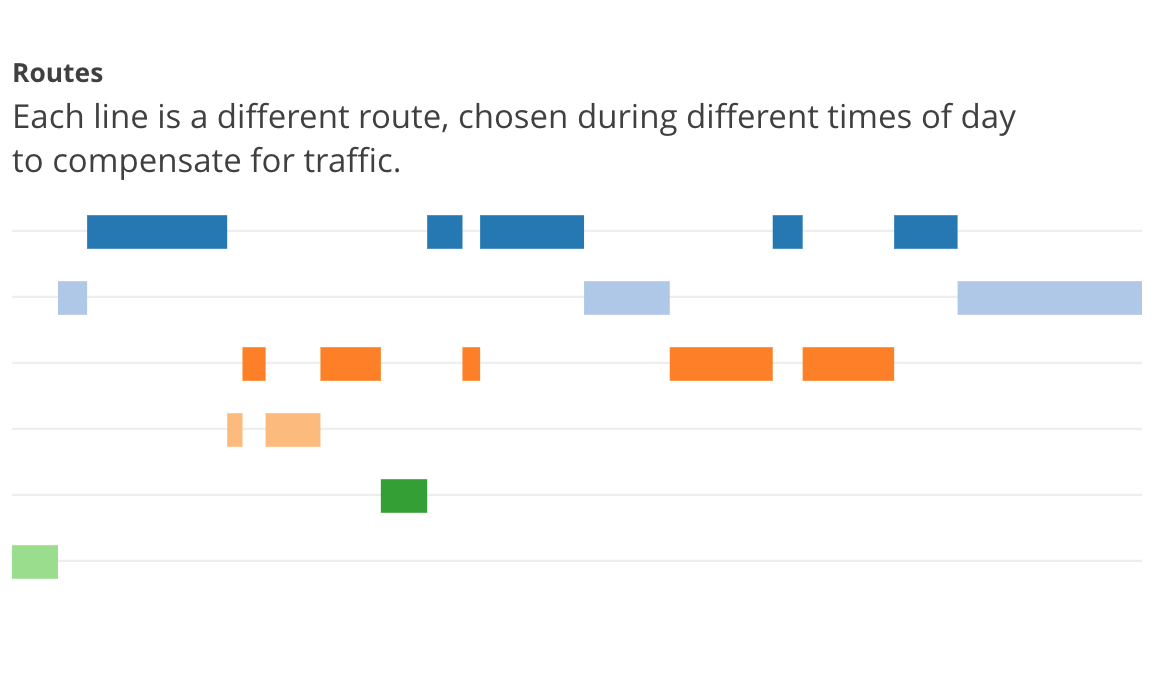 Routes
Each line is a different route, chosen during different times of day
to compensate for traffic.